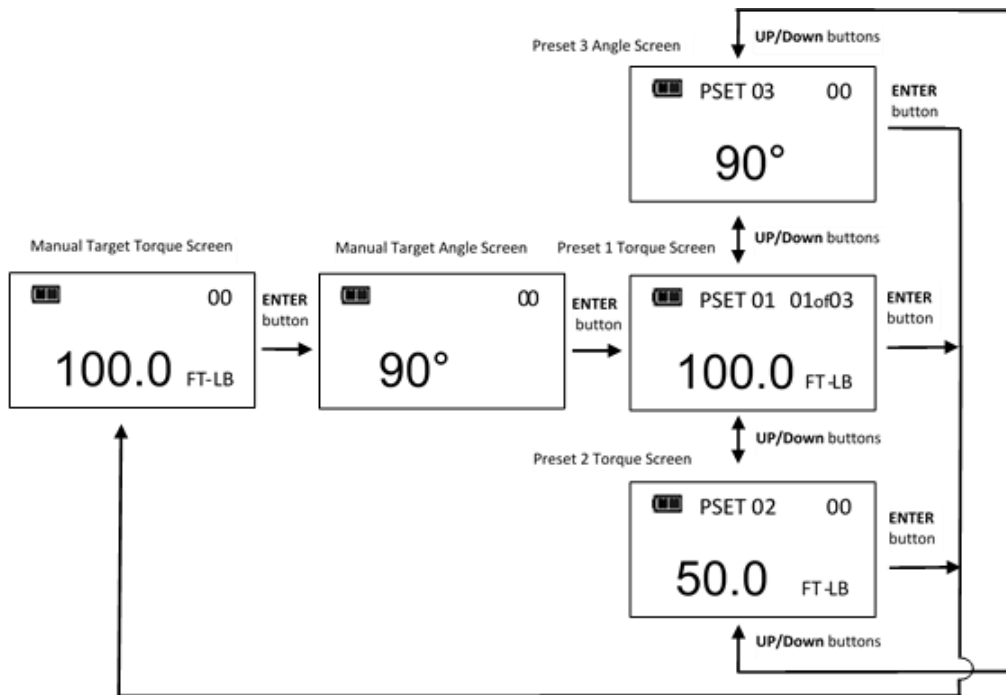 UP/Down buttons
Preset 3 Angle Screen
PSET 03 00
90°
ENTER
button
UP/Down buttons
Manual Target Torque Screen
00
100.0 FT-LB
ENTER
button
Manual Target Angle Screen
00
90°
ENTER
button
Preset 1 Torque Screen
PSET 01 01of03
100.0 FT-LB
ENTER
button
UP/Down buttons
Preset 2 Torque Screen
PSET 02 00
50.0 FT-LB
ENTER
button
UP/Down buttons